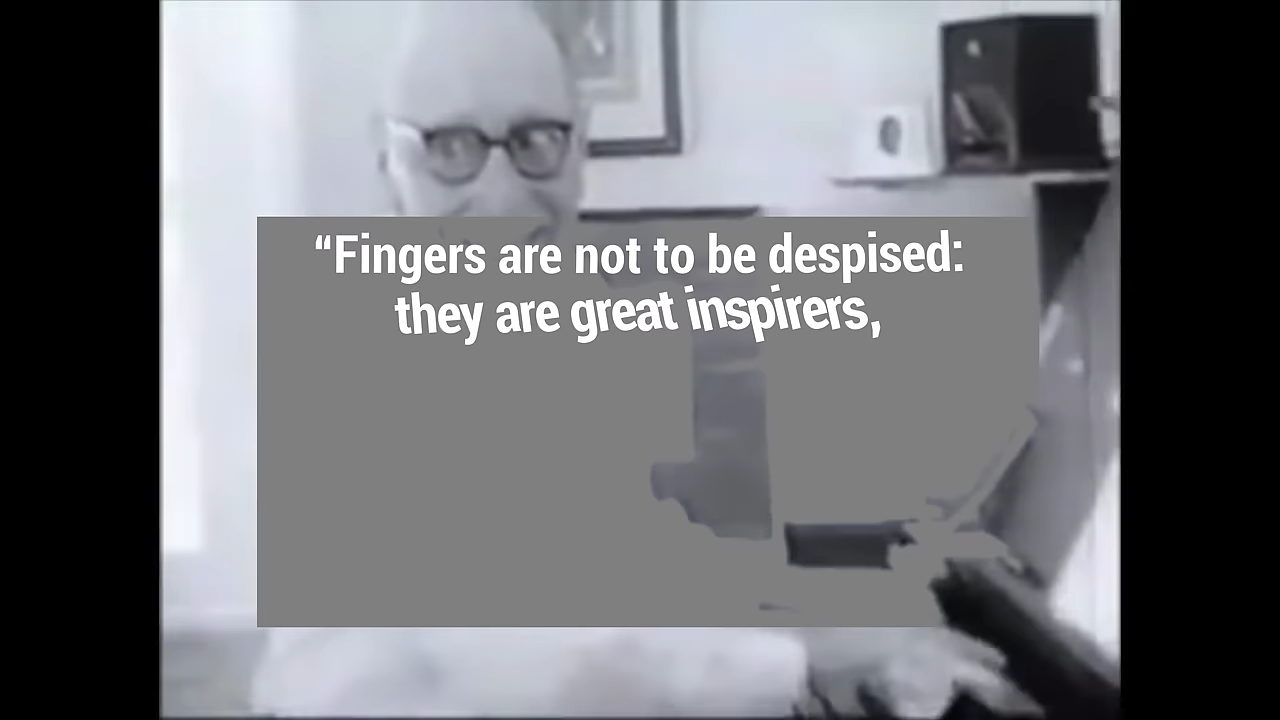 “Fingers are not to be despised:
they are great inspirers,